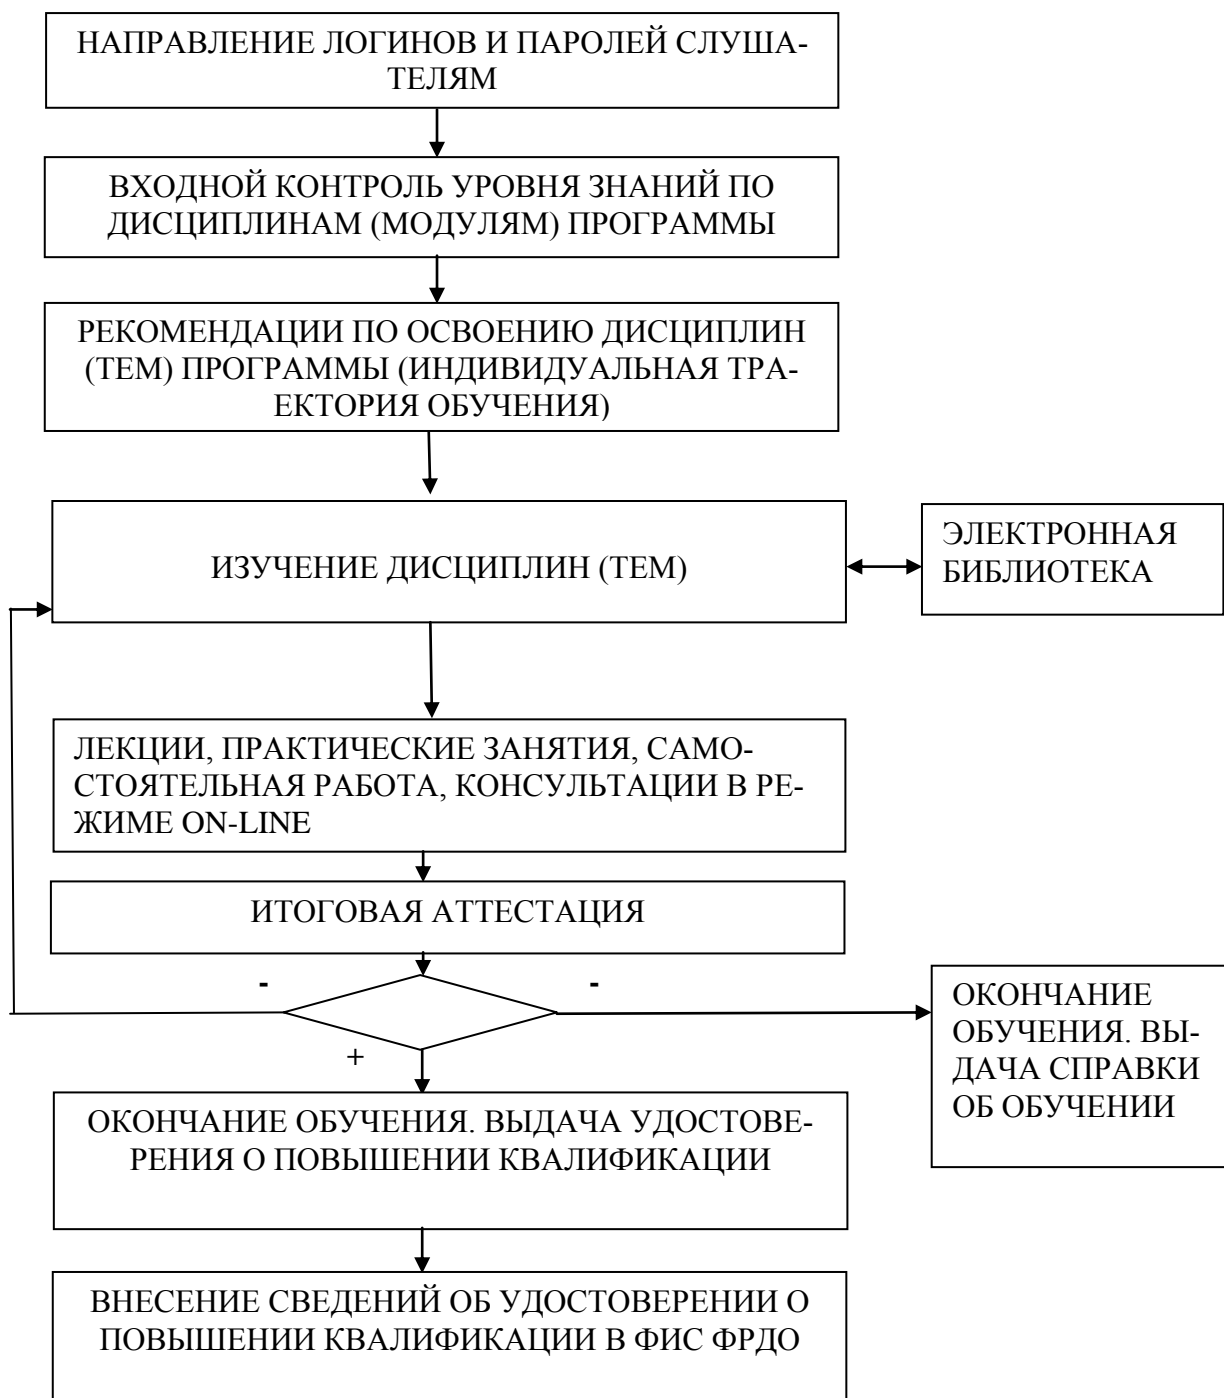 НАПРАВЛЕНИЕ ЛОГИНОВ И ПАРОЛЕЙ СЛУША-
ТЕЛЯМ
ВХОДНОЙ КОНТРОЛЬ УРОВНЯ ЗНАНИЙ ПО
ДИСЦИПЛИНАМ (МОДУЛЯМ) ПРОГРАММЫ
РЕКОМЕНДАЦИИ ПО ОСВОЕНИЮ ДИСЦИПЛИН
(ТЕМ) ПРОГРАММЫ (ИНДИВИДУАЛЬНАЯ ТРА-
ЕКТОРИЯ ОБУЧЕНИЯ)
ИЗУЧЕНИЕ ДИСЦИПЛИН (ТЕМ)
ЭЛЕКТРОННАЯ
БИБЛИОТЕКА
ЛЕКЦИИ, ПРАКТИЧЕСКИЕ ЗАНЯТИЯ, САМО-
СТОЯТЕЛЬНАЯ РАБОТА, КОНСУЛЬТАЦИИ В РЕ-
ЖИМЕ ON-LINE
ИТОГОВАЯ АТТЕСТАЦИЯ
-
-
+
ОКОНЧАНИЕ
ОБУЧЕНИЯ. ВЫ-
ДАЧА СПРАВКИ
ОБ ОБУЧЕНИИ
ОКОНЧАНИЕ ОБУЧЕНИЯ. ВЫДАЧА УДОСТОВЕ-
РЕНИЯ О ПОВЫШЕНИИ КВАЛИФИКАЦИИ
ВНЕСЕНИЕ СВЕДЕНИЙ ОБ УДОСТОВЕРЕНИИ О
ПОВЫШЕНИИ КВАЛИФИКАЦИИ В ФИС ФРДО